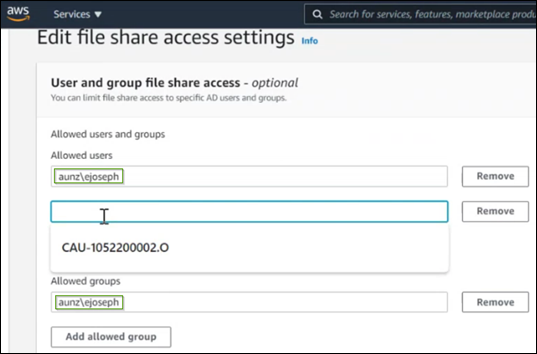 aws
Services ▼
Search for services, features, marketplace produ
Edit file share access settings Info
User and group file share access - optional
You can limit file share access to specific AD users and groups.
Allowed users and groups
Allowed users
aunz\ejoseph
Remove
Remove
CAU-1052200002.O
Allowed groups
aunz\ejoseph
Remove
Add allowed group